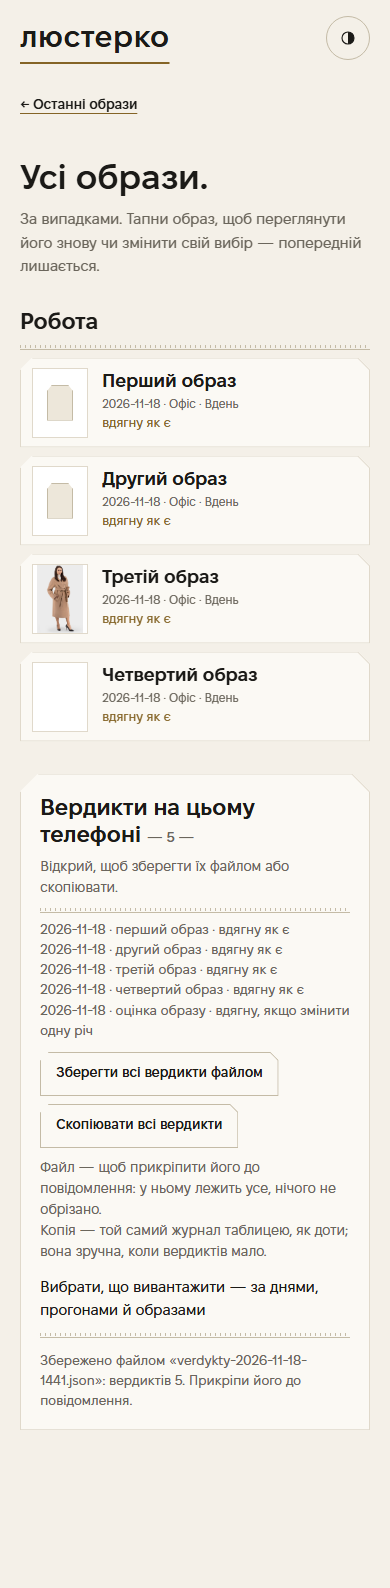 люстерко
← Останні образи
Усі образи.
За випадками. Тапни образ, щоб переглянути
його знову чи змінити свій вибір — попередній
лишається.
Робота
Перший образ
2026-11-18 · Офіс · Вдень
вдягну як є
Другий образ
2026-11-18 · Офіс · Вдень
вдягну як є
Третій образ
2026-11-18 · Офіс · Вдень
вдягну як є
Четвертий образ
2026-11-18 · Офіс · Вдень
вдягну як є
Вердикти на цьому
телефоні — 5 —
Відкрий, щоб зберегти їх файлом або
скопіювати.
2026-11-18 · перший образ · вдягну як є
2026-11-18 · другий образ · вдягну як є
2026-11-18 · третій образ · вдягну як є
2026-11-18 · четвертий образ · вдягну як є
2026-11-18 · оцінка образу · вдягну, якщо змінити
одну річ
Зберегти всі вердикти файлом
Скопіювати всі вердикти
Файл — щоб прикріпити його до
повідомлення: у ньому лежить усе, нічого не
обрізано.
Копія — той самий журнал таблицею, як доти;
вона зручна, коли вердиктів мало.
Вибрати, що вивантажити — за днями,
прогонами й образами
Збережено файлом «verdykty-2026-11-18-
1441.json»: вердиктів 5. Прикріпи його до
повідомлення.